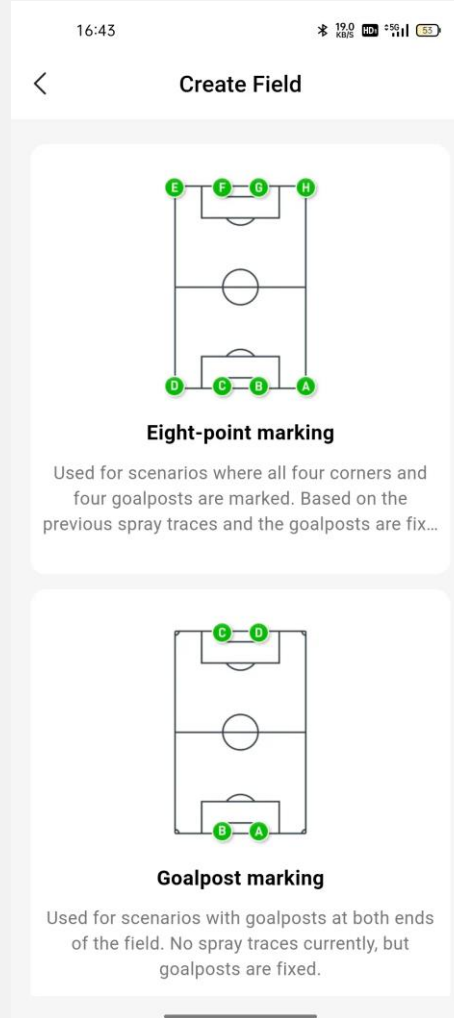 16:43
19.0 KB/S HD1 5G 53
Create Field
E F G H
D C B A
Eight-point marking
Used for scenarios where all four corners and
four goalposts are marked. Based on the
previous spray traces and the goalposts are fix...
C D
B A
Goalpost marking
Used for scenarios with goalposts at both ends
of the field. No spray traces currently, but
goalposts are fixed.